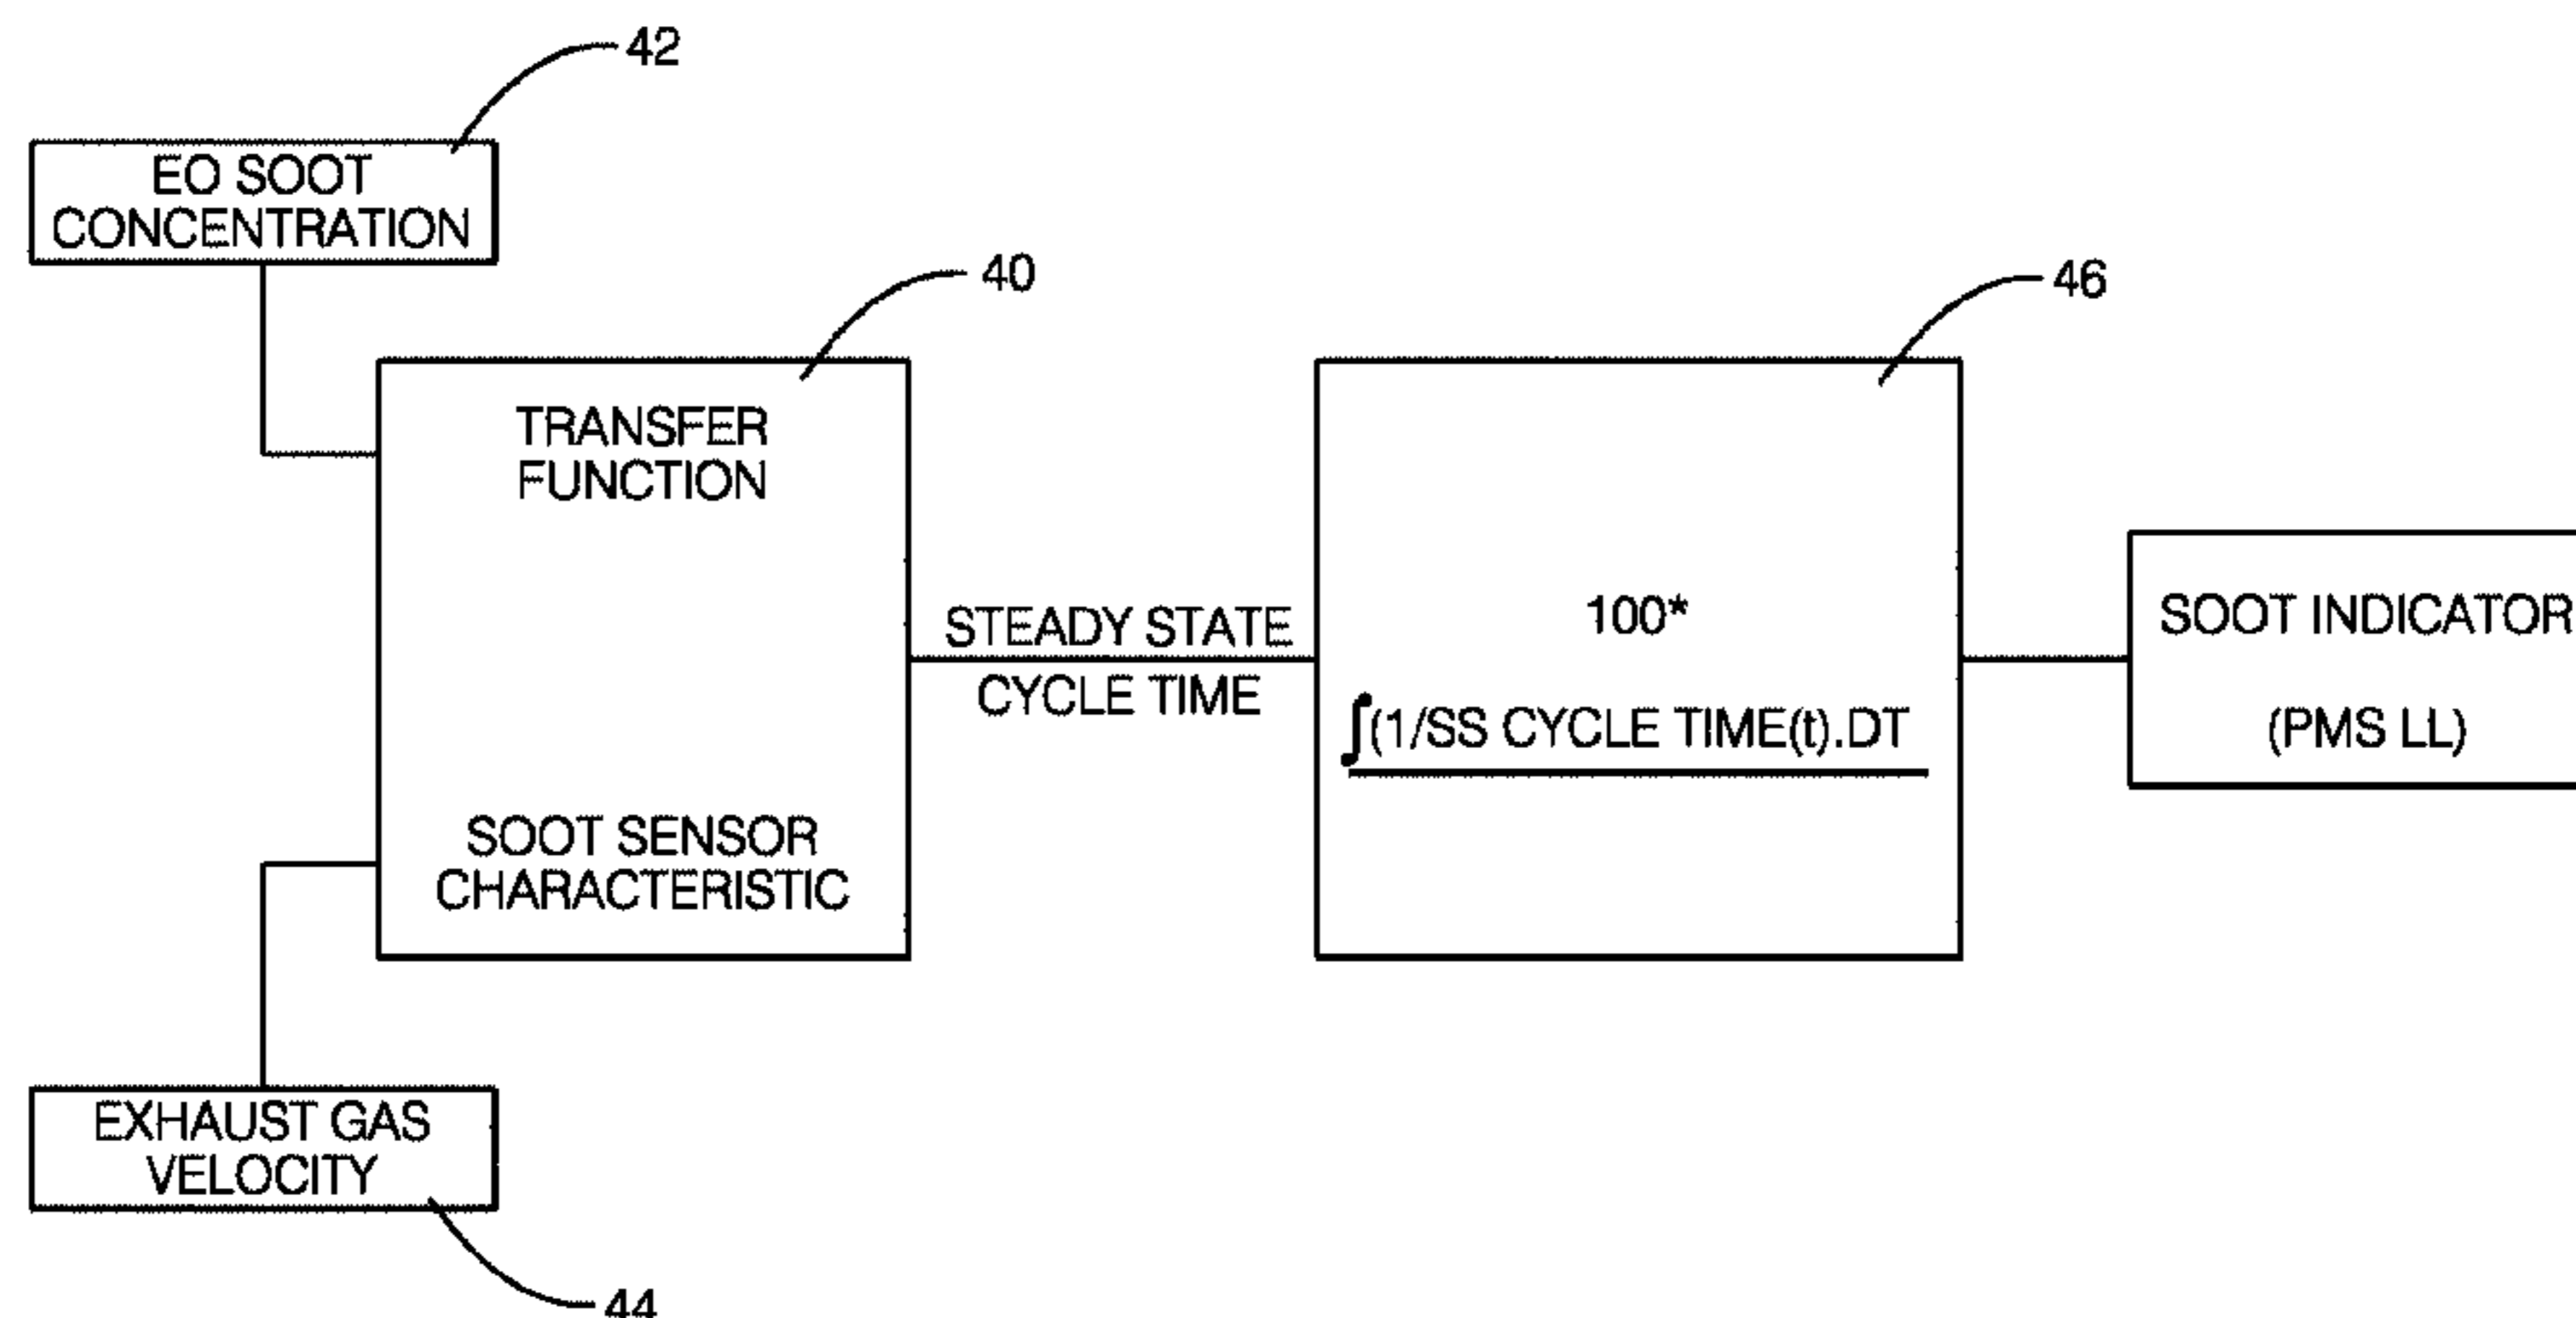 42
EO SOOT
CONCENTRATION
40
46
TRANSFER
FUNCTION
STEADY STATE
CYCLE TIME
100*
∫(1/SS CYCLE TIME(t).DT
SOOT INDICATOR
(PMS LL)
SOOT SENSOR
CHARACTERISTIC
EXHAUST GAS
VELOCITY
44